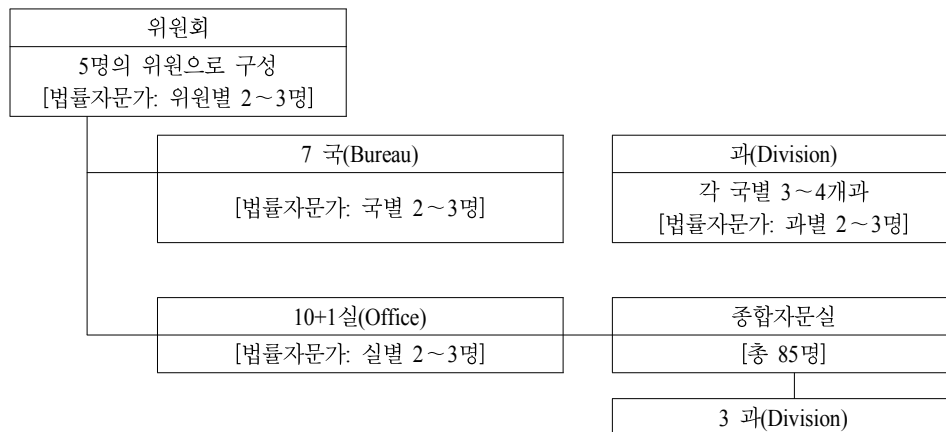 위원회
5명의 위원으로 구성
[법률자문가: 위원별 2～3명]
7 국(Bureau)
[법률자문가: 국별 2～3명]
과(Division)
각 국별 3～4개과
[법률자문가: 과별 2～3명]
10+1실(Office)
[법률자문가: 실별 2～3명]
종합자문실
[총 85명]
3 과(Division)